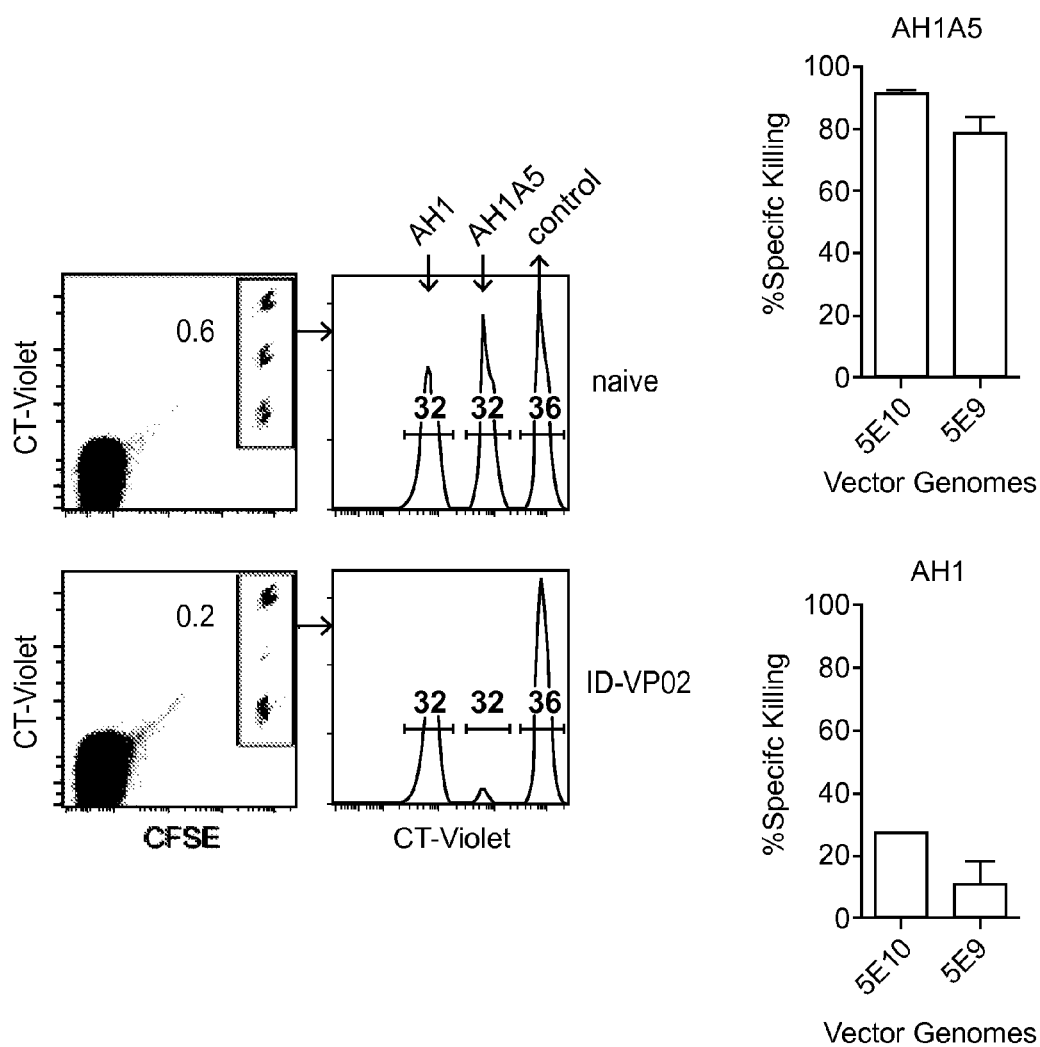 AH1
AH1A5
control
CT-Violet
0.6
32 32 36
naive
CT-Violet
0.2
32 32 36
ID-VP02
CFSE
CT-Violet
AH1A5
%Specifc Killing
100
80
60
40
20
0
5E10
5E9
Vector Genomes
AH1
%Specifc Killing
100
80
60
40
20
0
5E10
5E9
Vector Genomes